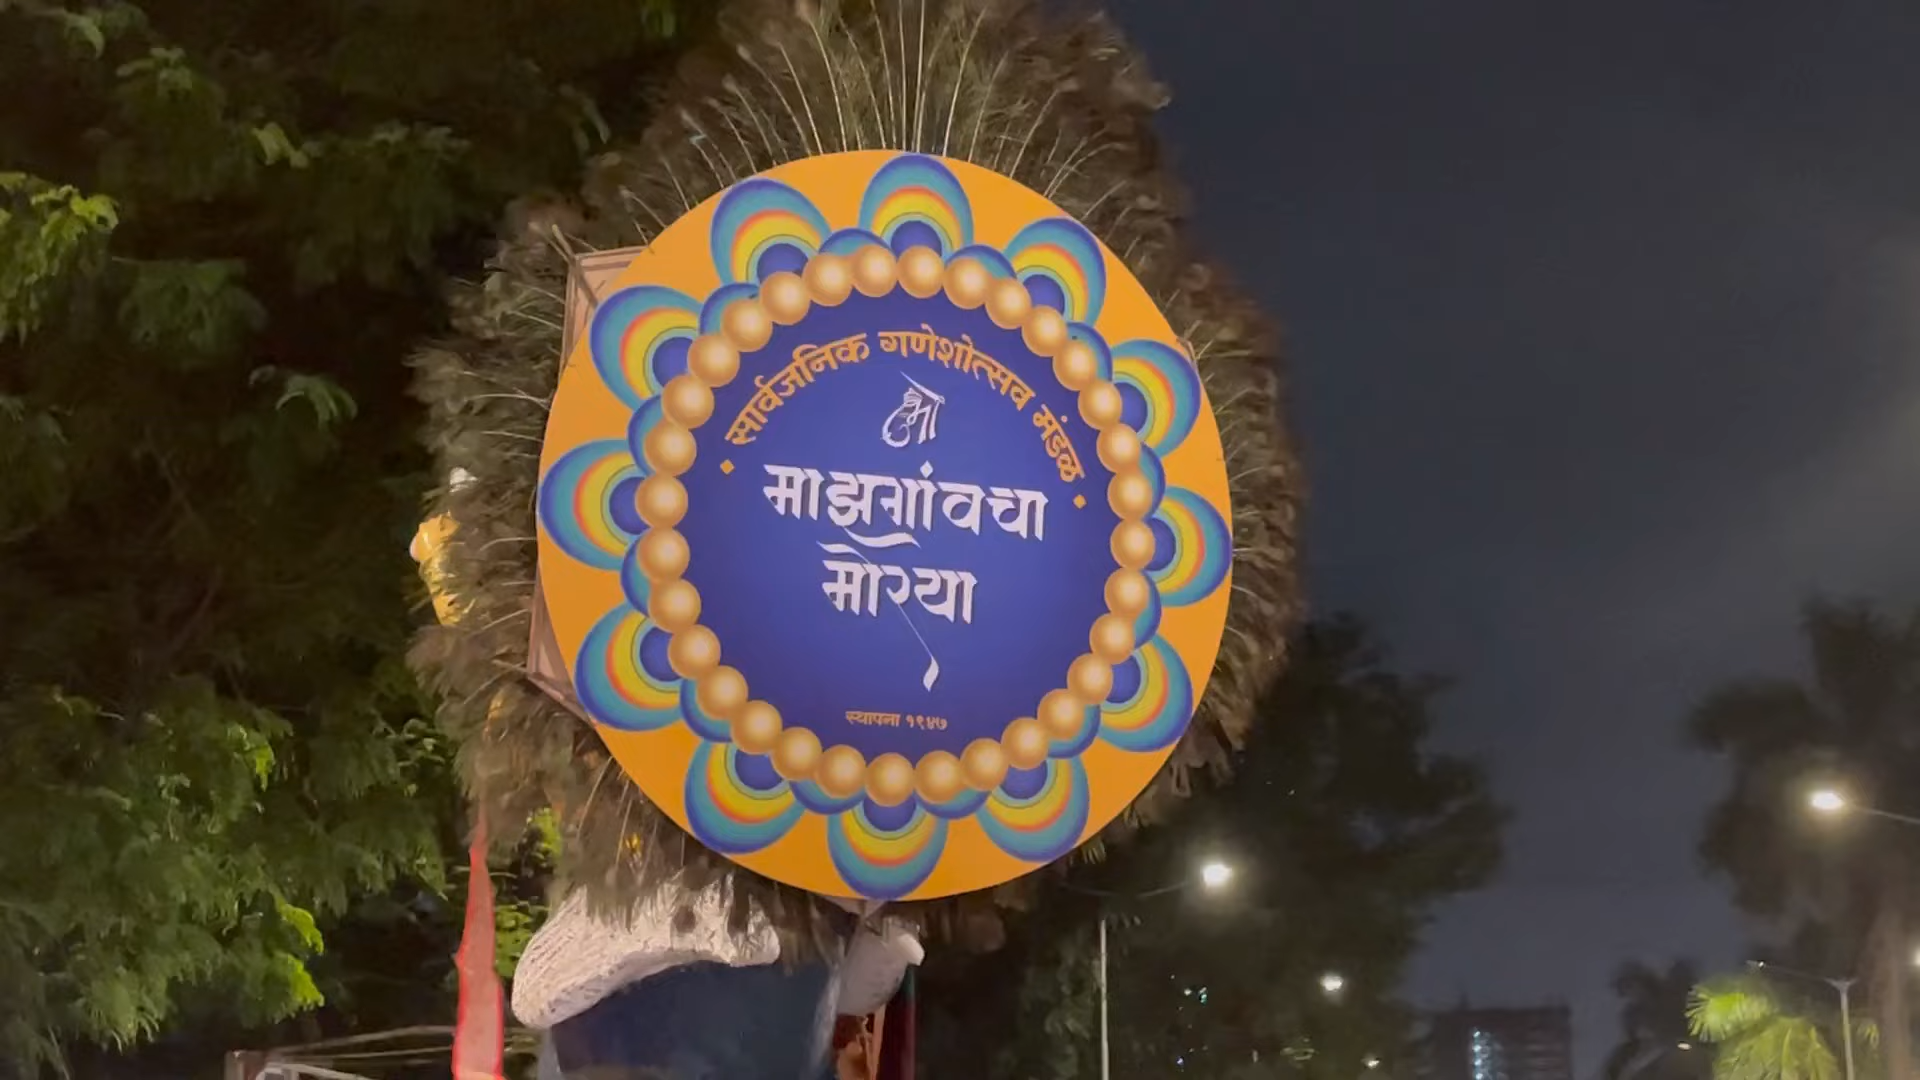 सार्वजनिक गणेशोत्सव मंडळ
माझगांवचा
मोरया
स्थापना १९४७